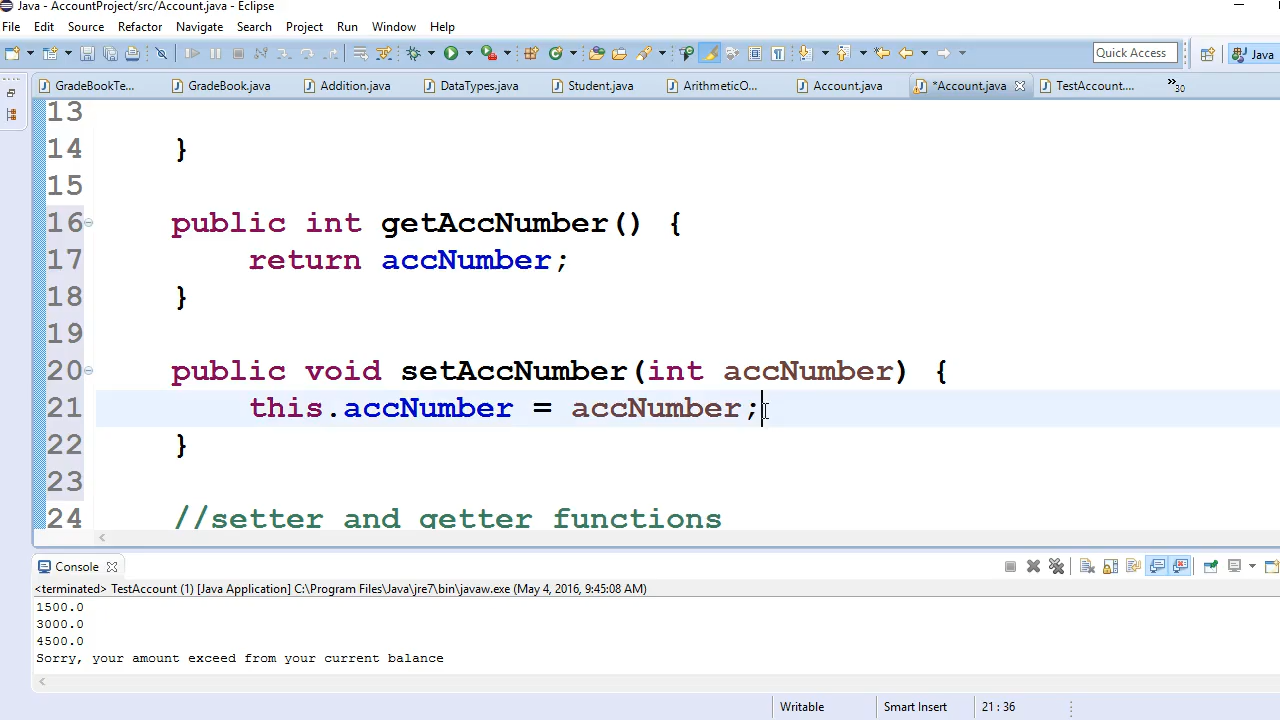 Java - AccountProject/src/Account.java - Eclipse
File Edit Source Refactor Navigate Search Project Run Window Help
Quick Access
Java
GradeBookTe... GradeBook.java Addition.java DataTypes.java Student.java ArithmeticO... Account.java *Account.java TestAccount.... »30
13
14 }
15
16 public int getAccNumber() {
17 return accNumber;
18 }
19
20 public void setAccNumber(int accNumber) {
21 this.accNumber = accNumber;
22 }
23
24 //setter and getter functions
Console
<terminated> TestAccount (1) [Java Application] C:\Program Files\Java\jre7\bin\javaw.exe (May 4, 2016, 9:45:08 AM)
1500.0
3000.0
4500.0
Sorry, your amount exceed from your current balance
Writable Smart Insert 21 : 36